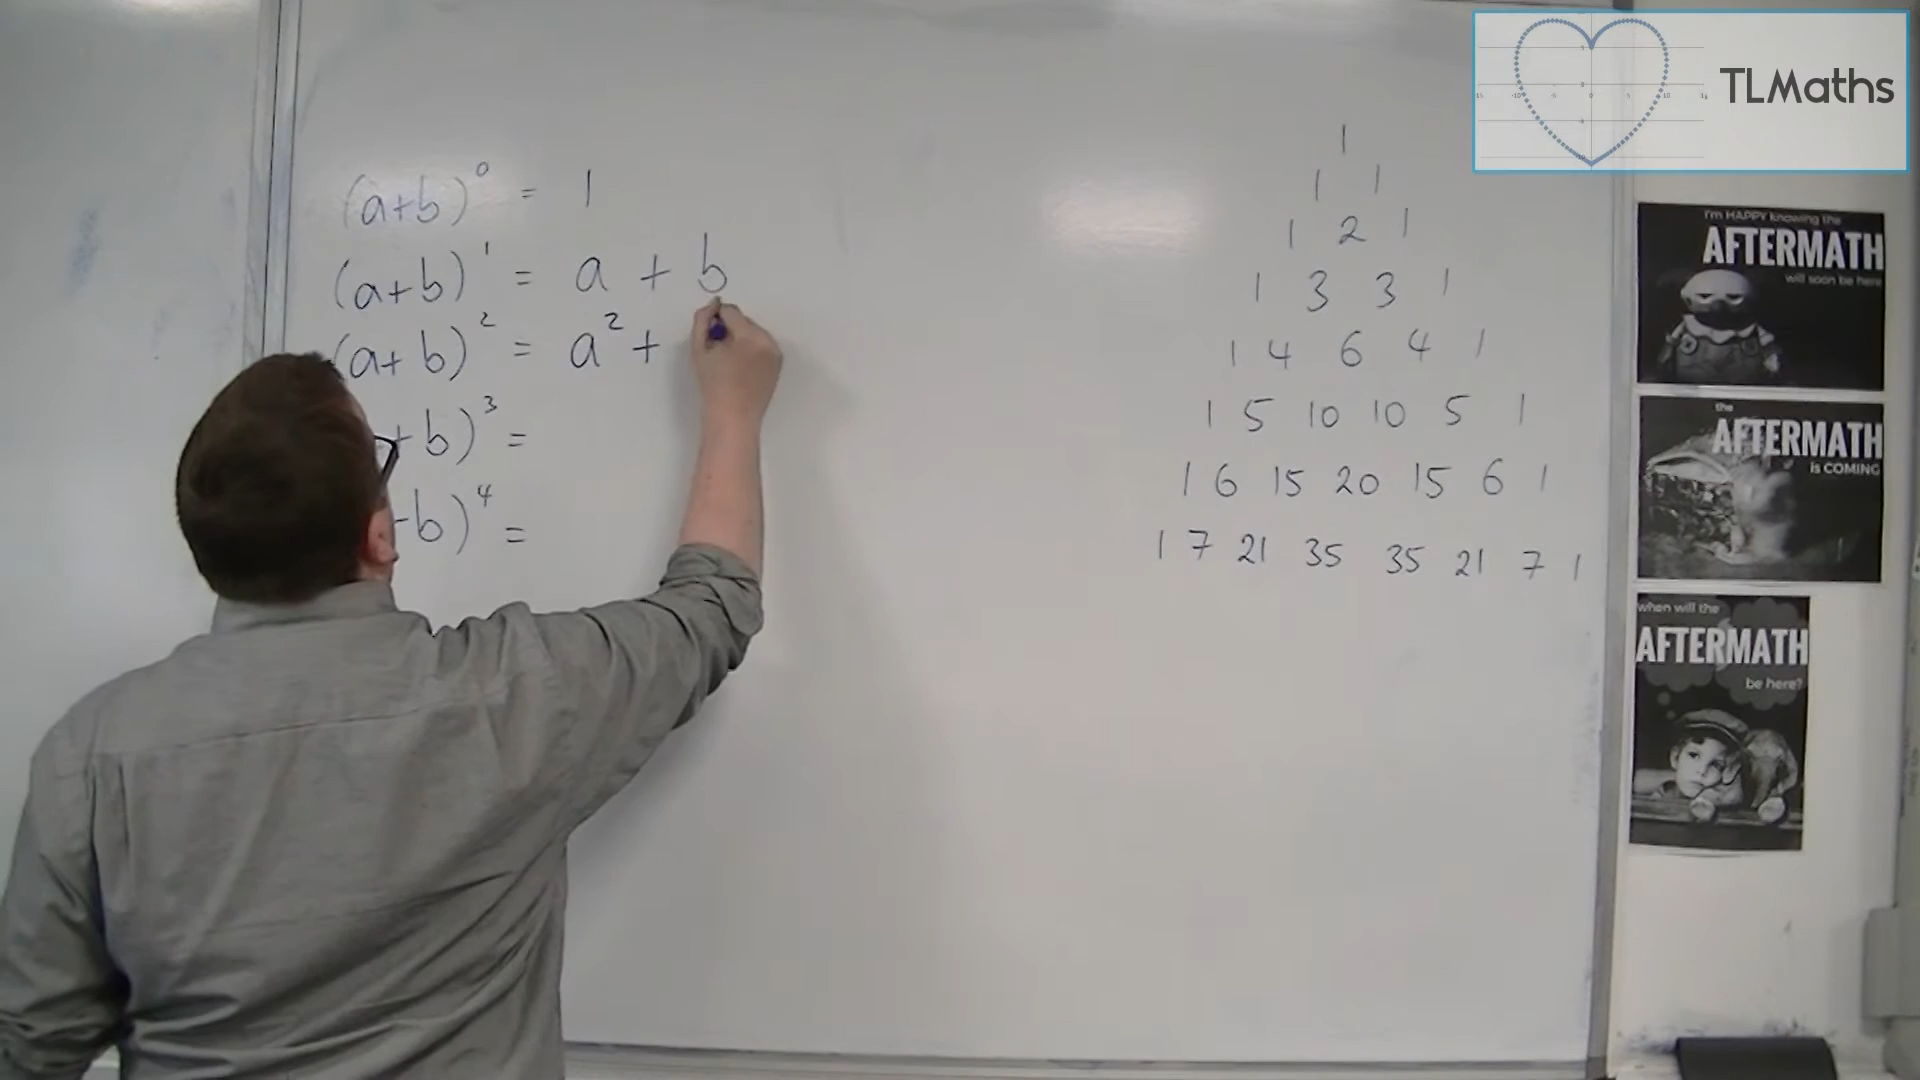 (a+b)⁰ = 1
(a+b)¹ = a + b
(a+b)² = a² +
+b)³ =
b)⁴ =
1
1 1
1 2 1
1 3 3 1
1 4 6 4 1
1 5 10 10 5 1
1 6 15 20 15 6 1
1 7 21 35 35 21 7 1
TLMaths
I'm HAPPY knowing the
AFTERMATH
will soon be here
the
AFTERMATH
is COMING
when will the
AFTERMATH
be here?